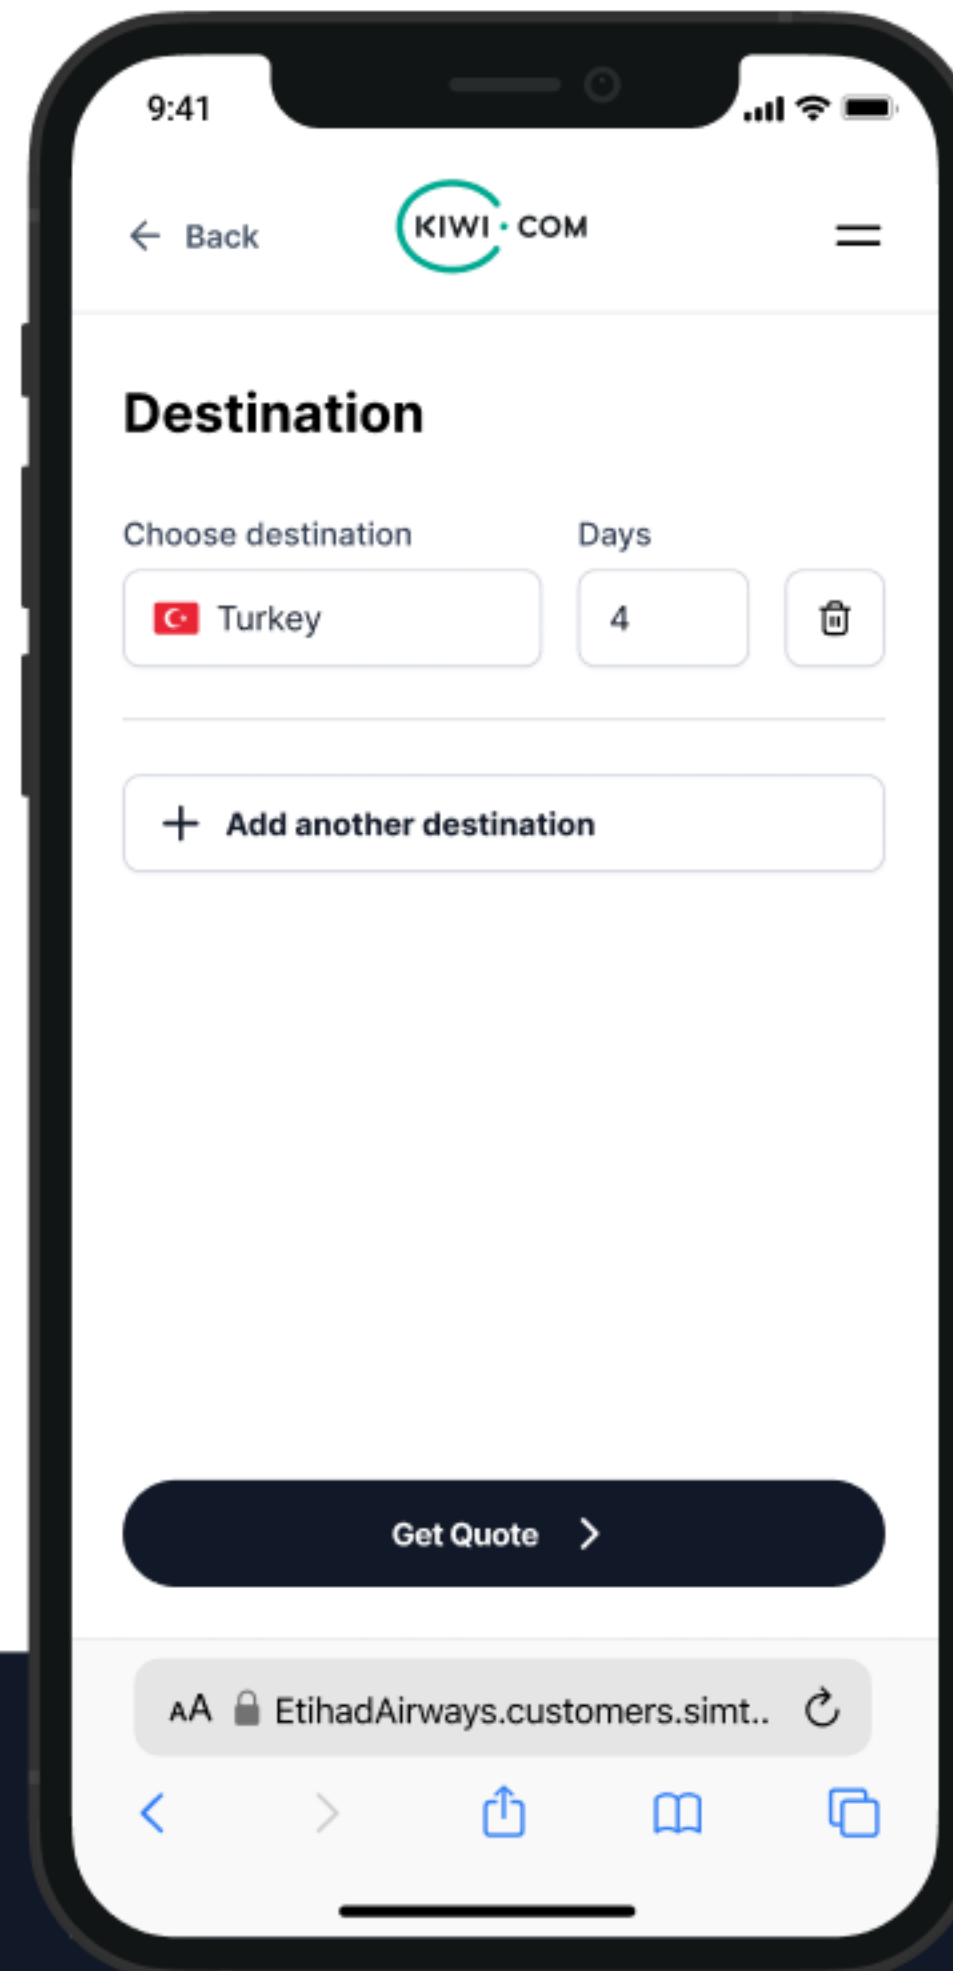 9:41
Back
KIWI·COM
Destination
Choose destination Days
Turkey 4
Add another destination
Get Quote
AA EtihadAirways.customers.simt..